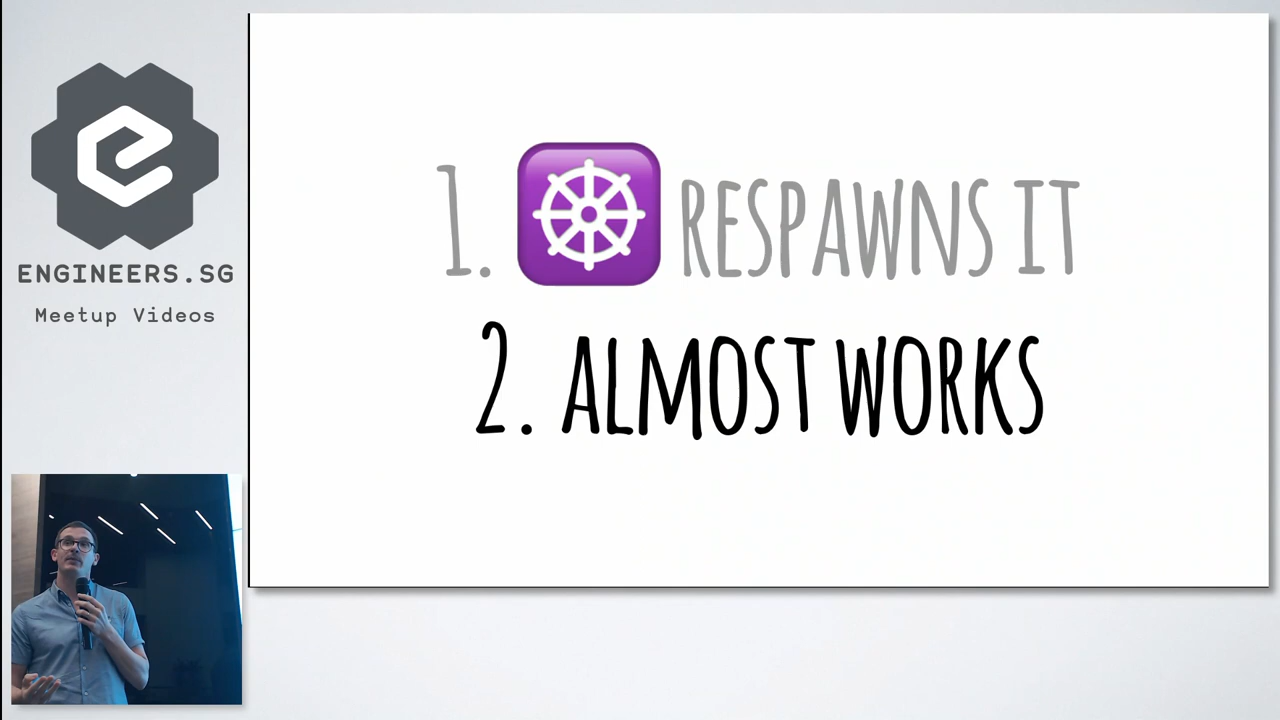 ENGINEERS.SG
Meetup Videos
1. ☸ RESPAWNS IT
2. ALMOST WORKS